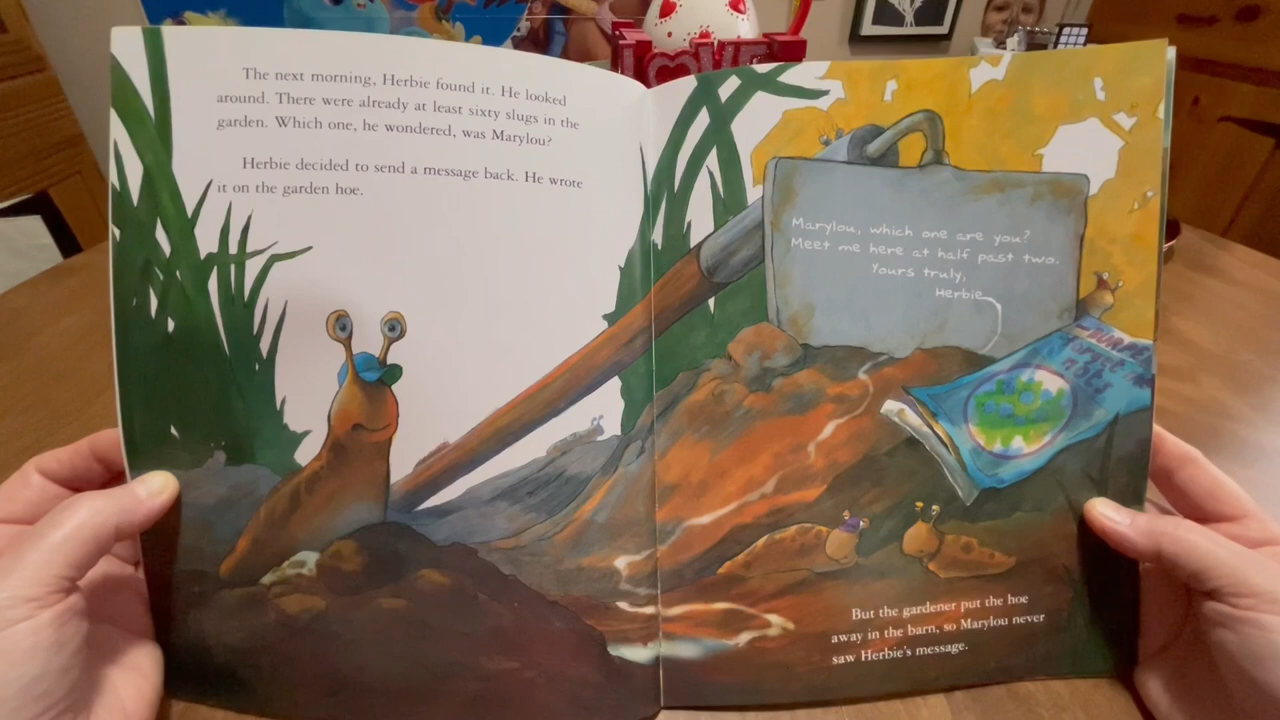 The next morning, Herbie found it. He looked
around. There were already at least sixty slugs in the
garden. Which one, he wondered, was Marylou?
Herbie decided to send a message back. He wrote
it on the garden hoe.
LOVE
Marylou, which one are you?
Meet me here at half past two.
Yours truly,
Herbie
BURPEE
But the gardener put the hoe
away in the barn, so Marylou never
saw Herbie's message.